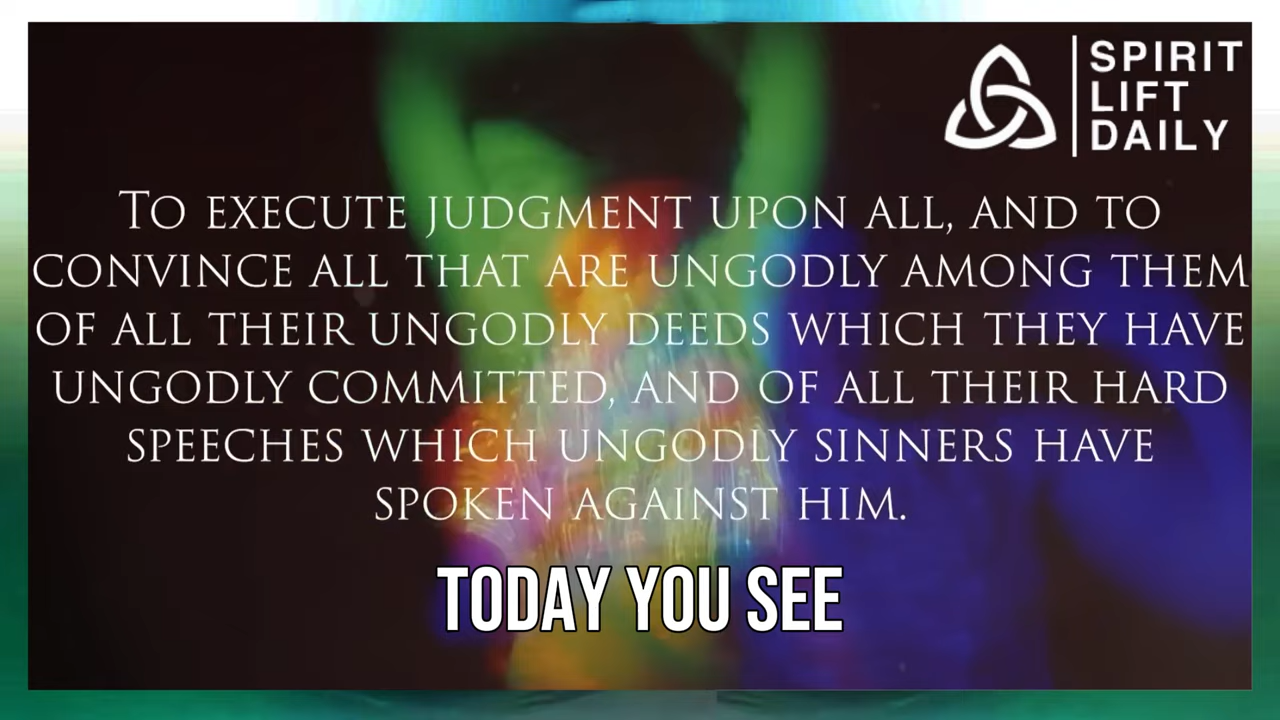 SPIRIT
LIFT
DAILY
TO EXECUTE JUDGMENT UPON ALL, AND TO
CONVINCE ALL THAT ARE UNGODLY AMONG THEM
OF ALL THEIR UNGODLY DEEDS WHICH THEY HAVE
UNGODLY COMMITTED, AND OF ALL THEIR HARD
SPEECHES WHICH UNGODLY SINNERS HAVE
SPOKEN AGAINST HIM.
TODAY YOU SEE